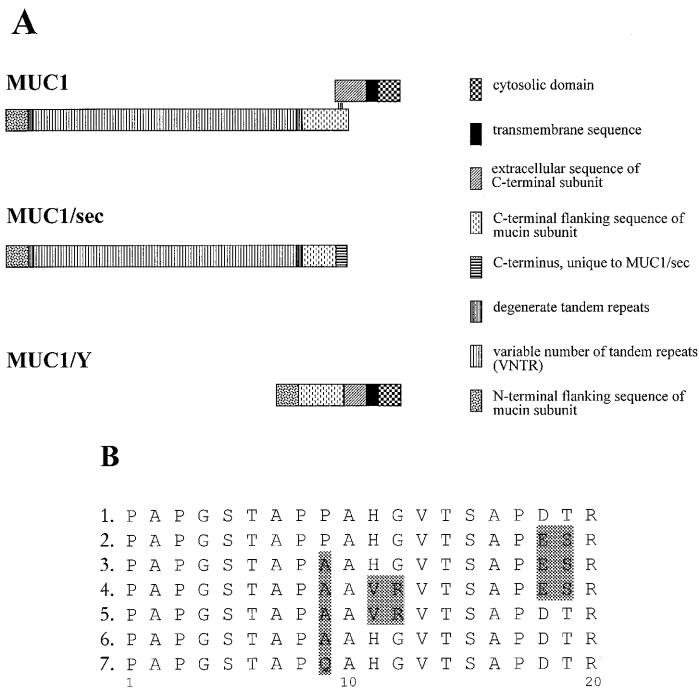 A
MUC1
MUC1/sec
MUC1/Y
cytosolic domain
transmembrane sequence
extracellular sequence of
C-terminal subunit
C-terminal flanking sequence of
mucin subunit
C-terminus, unique to MUC1/sec
degenerate tandem repeats
variable number of tandem repeats
(VNTR)
N-terminal flanking sequence of
mucin subunit
B
1. P A P G S T A P P A H G V T S A P D T R
2. P A P G S T A P P A H G V T S A P E S R
3. P A P G S T A P A A H G V T S A P E S R
4. P A P G S T A P A A V R V T S A P E S R
5. P A P G S T A P A A V R V T S A P D T R
6. P A P G S T A P A A H G V T S A P D T R
7. P A P G S T A P Q A H G V T S A P D T R
1 10 20